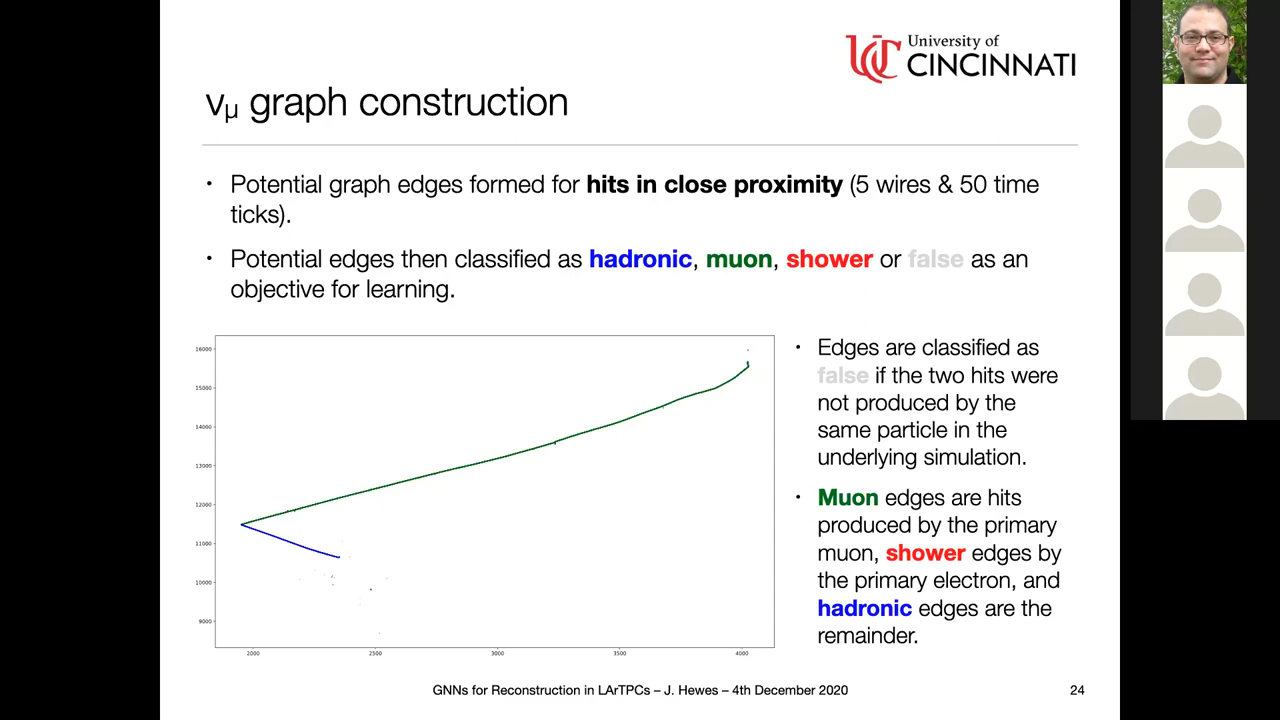 University of
CINCINNATI
νμ graph construction
• Potential graph edges formed for hits in close proximity (5 wires & 50 time
ticks).
• Potential edges then classified as hadronic, muon, shower or false as an
objective for learning.
16000
15000
14000
13000
12000
11000
10000
9000
2000 2500 3000 3500 4000
• Edges are classified as
false if the two hits were
not produced by the
same particle in the
underlying simulation.
• Muon edges are hits
produced by the primary
muon, shower edges by
the primary electron, and
hadronic edges are the
remainder.
GNNs for Reconstruction in LArTPCs – J. Hewes – 4th December 2020
24